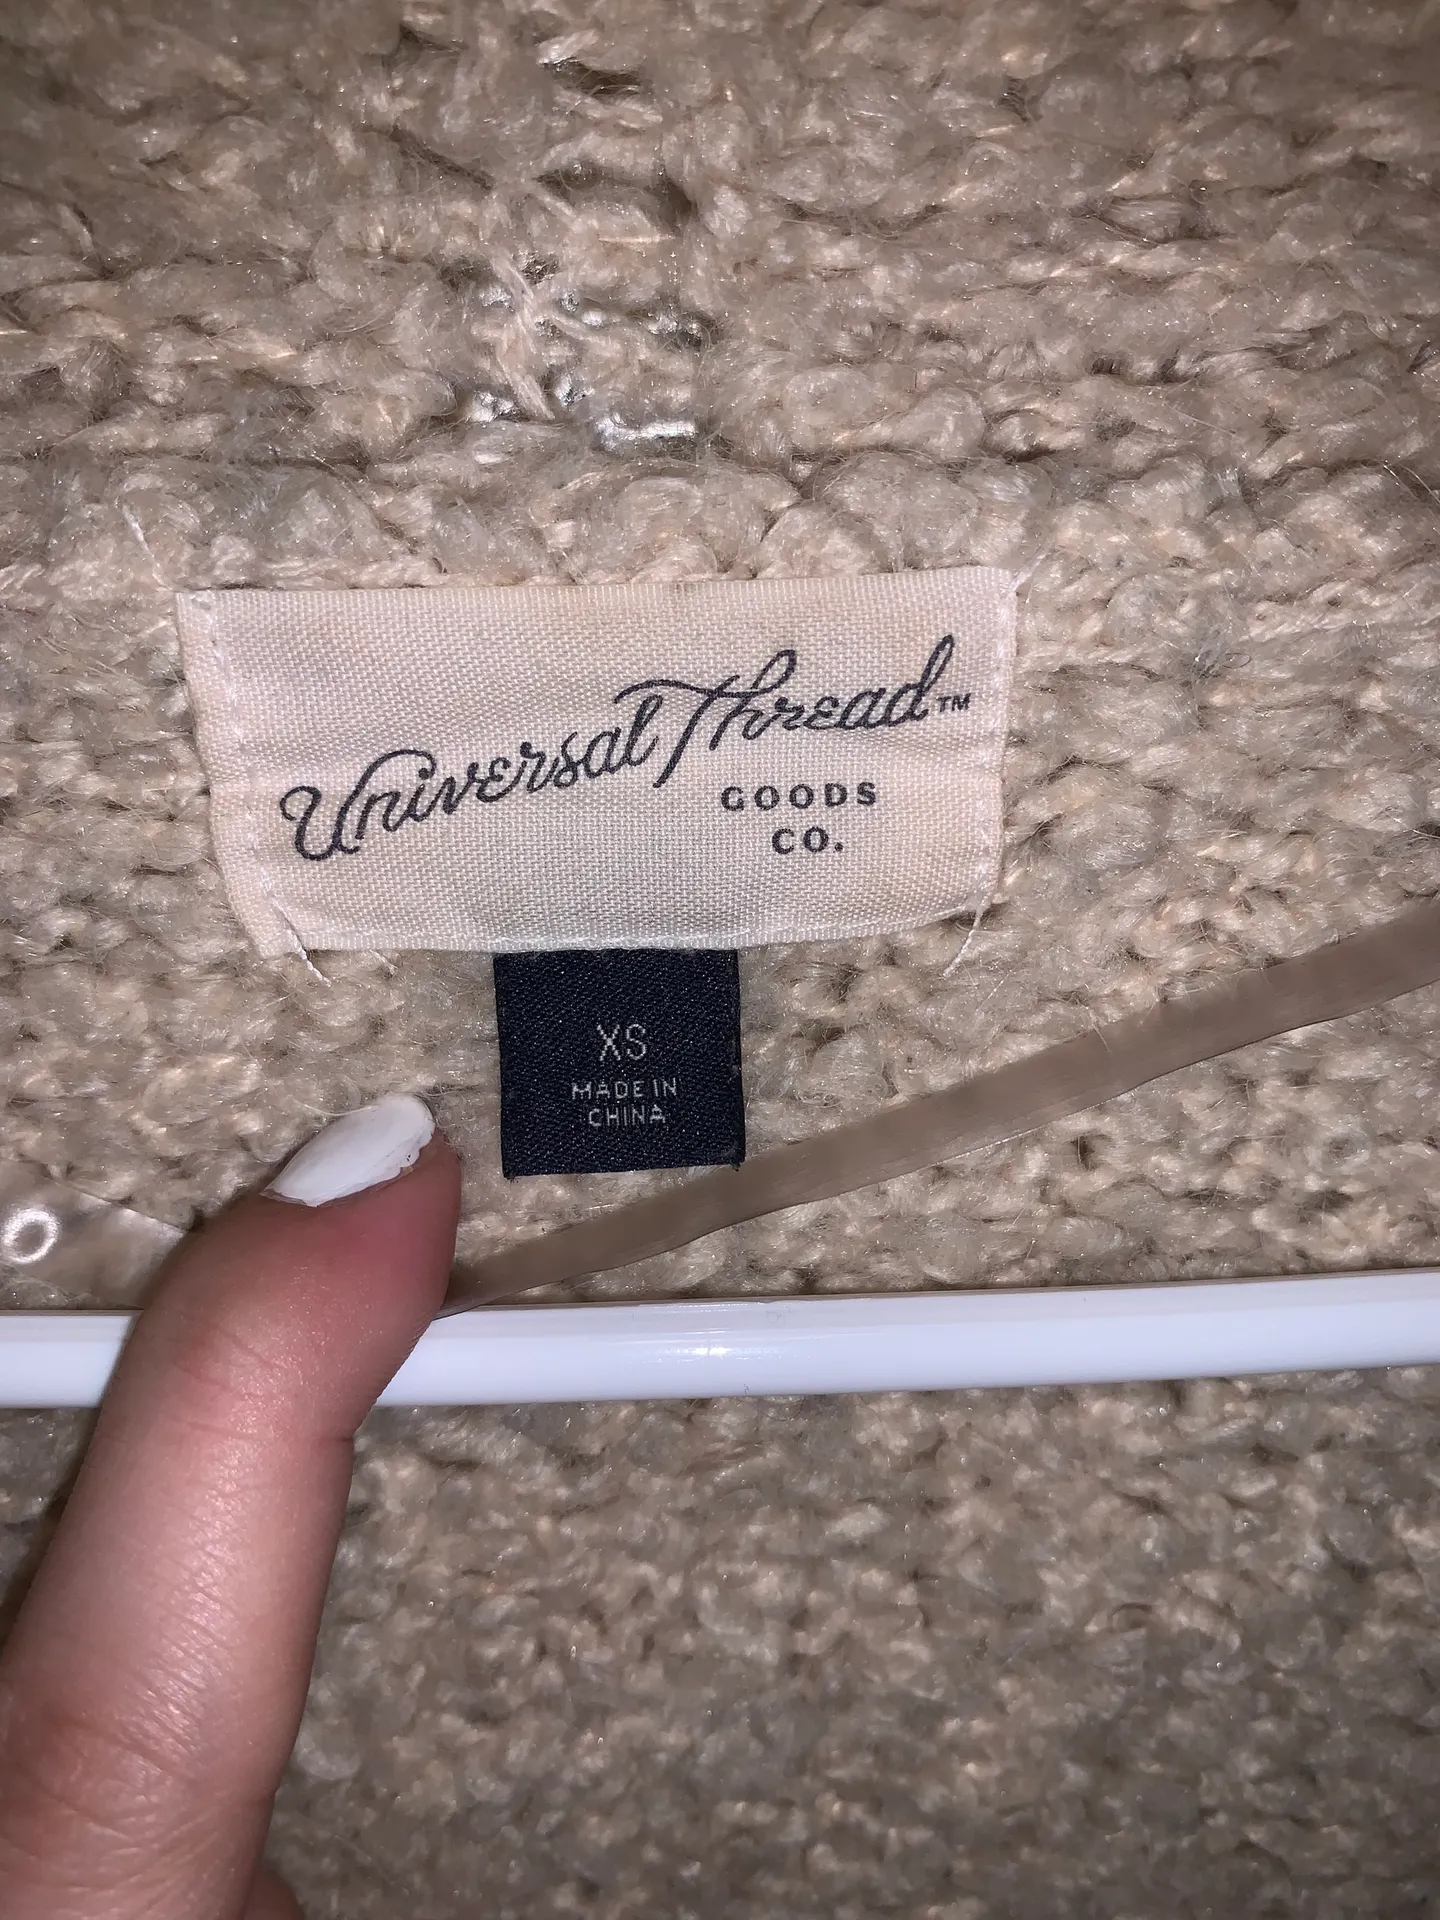 Universal Thread™
GOODS
CO.
XS
MADE IN
CHINA